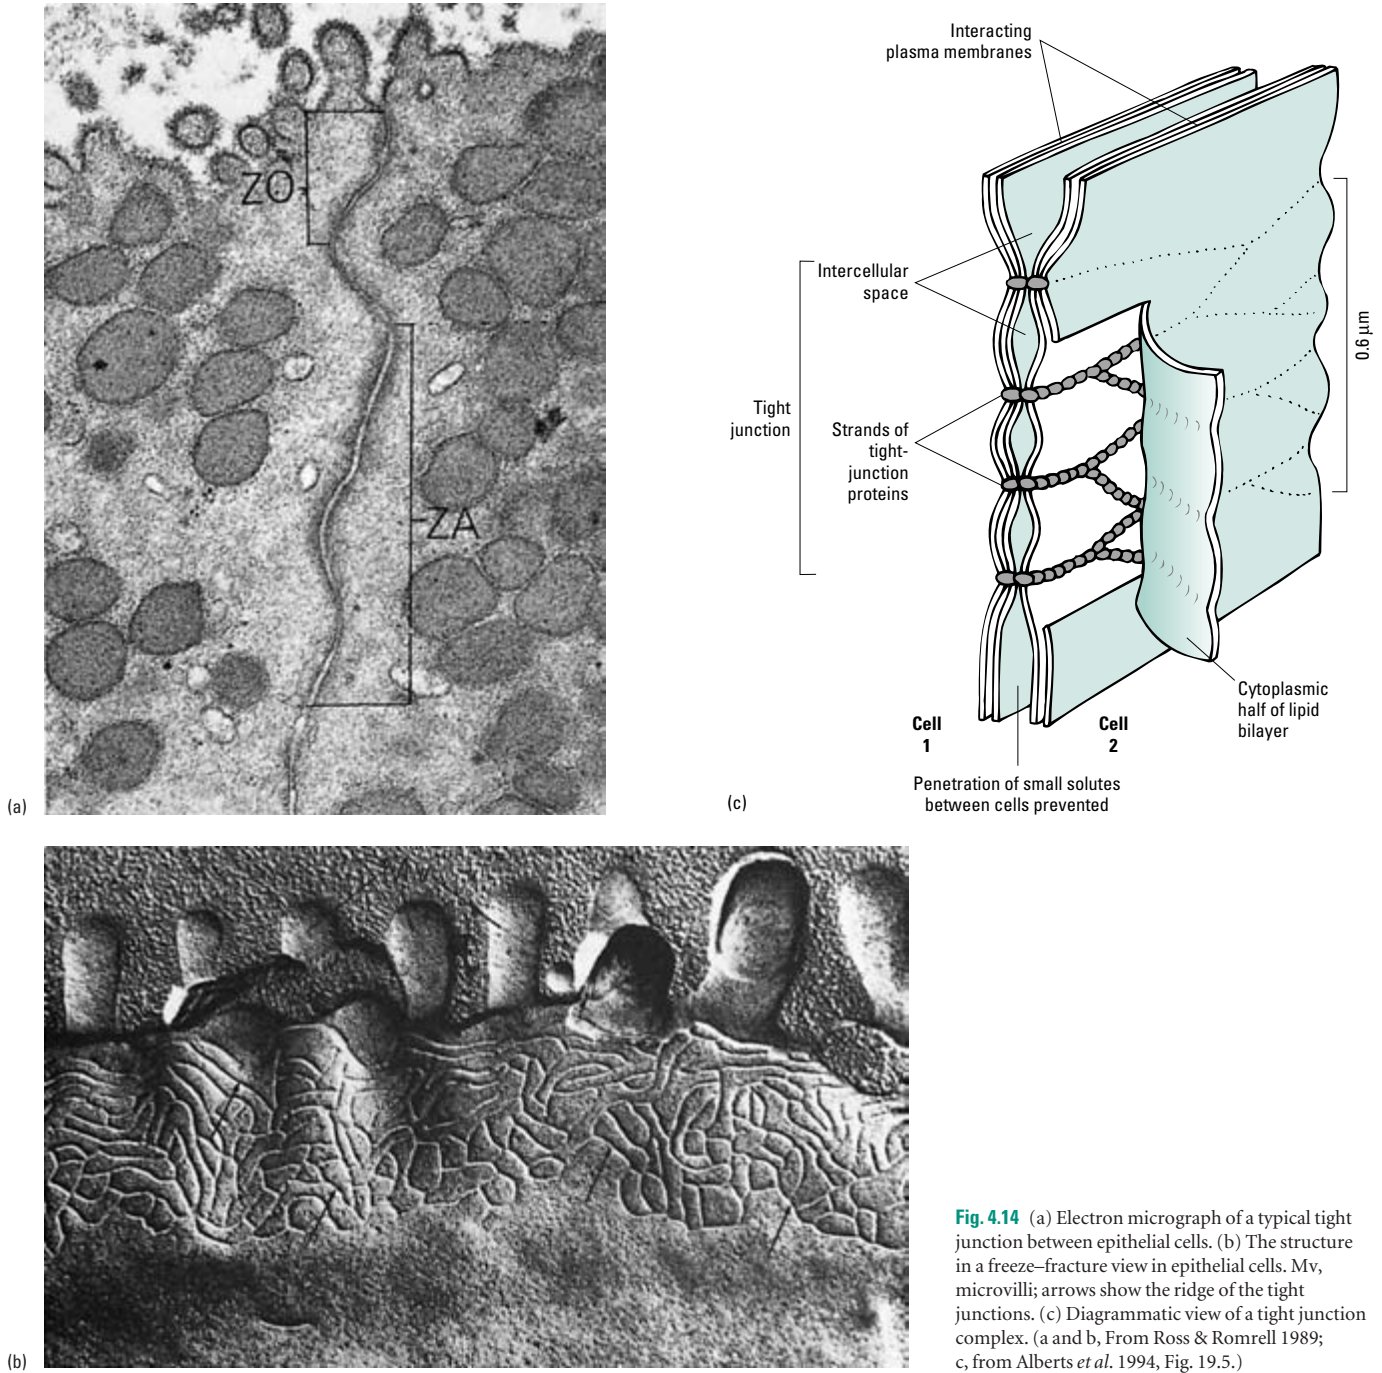 ZO
ZA
(a)
Interacting
plasma membranes
Intercellular
space
Tight
junction
Strands of
tight-
junction
proteins
0.6 µm
Cytoplasmic
half of lipid
bilayer
Cell
1
Cell
2
Penetration of small solutes
between cells prevented
(c)
Mv
(b)
Fig. 4.14 (a) Electron micrograph of a typical tight
junction between epithelial cells. (b) The structure
in a freeze–fracture view in epithelial cells. Mv,
microvilli; arrows show the ridge of the tight
junctions. (c) Diagrammatic view of a tight junction
complex. (a and b, From Ross & Romrell 1989;
c, from Alberts et al. 1994, Fig. 19.5.)